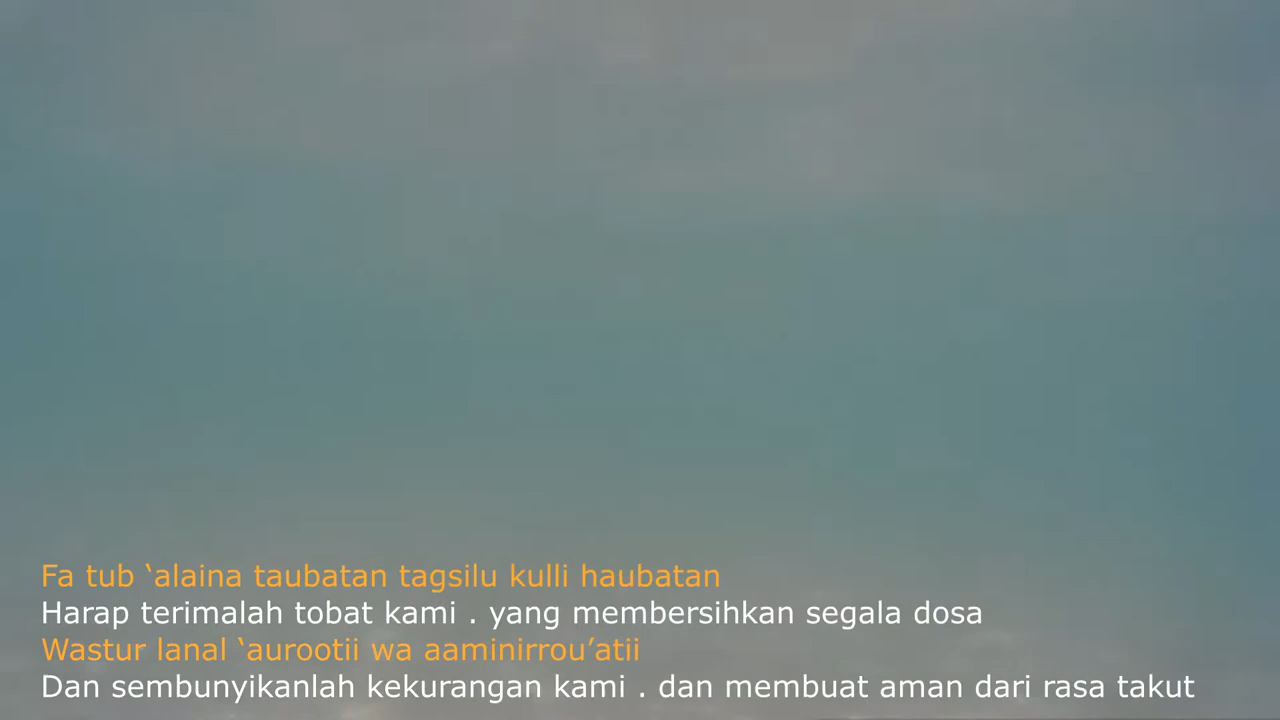 Fa tub ‘alaina taubatan tagsilu kulli haubatan
Harap terimalah tobat kami . yang membersihkan segala dosa
Wastur lanal ‘aurootii wa aaminirrou’atii
Dan sembunyikanlah kekurangan kami . dan membuat aman dari rasa takut